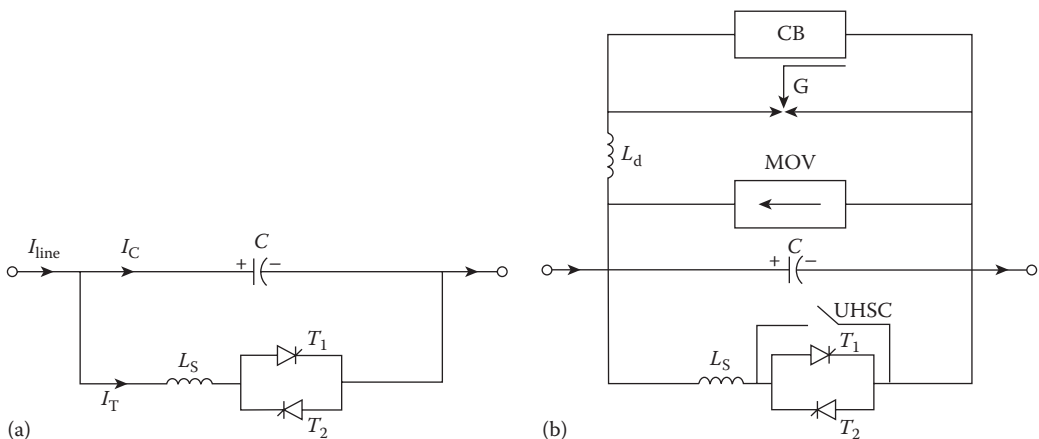 I_line
I_C
C
+
−
L_S
T_1
I_T
T_2
(a)
CB
G
L_d
MOV
C
+
−
UHSC
L_S
T_1
T_2
(b)